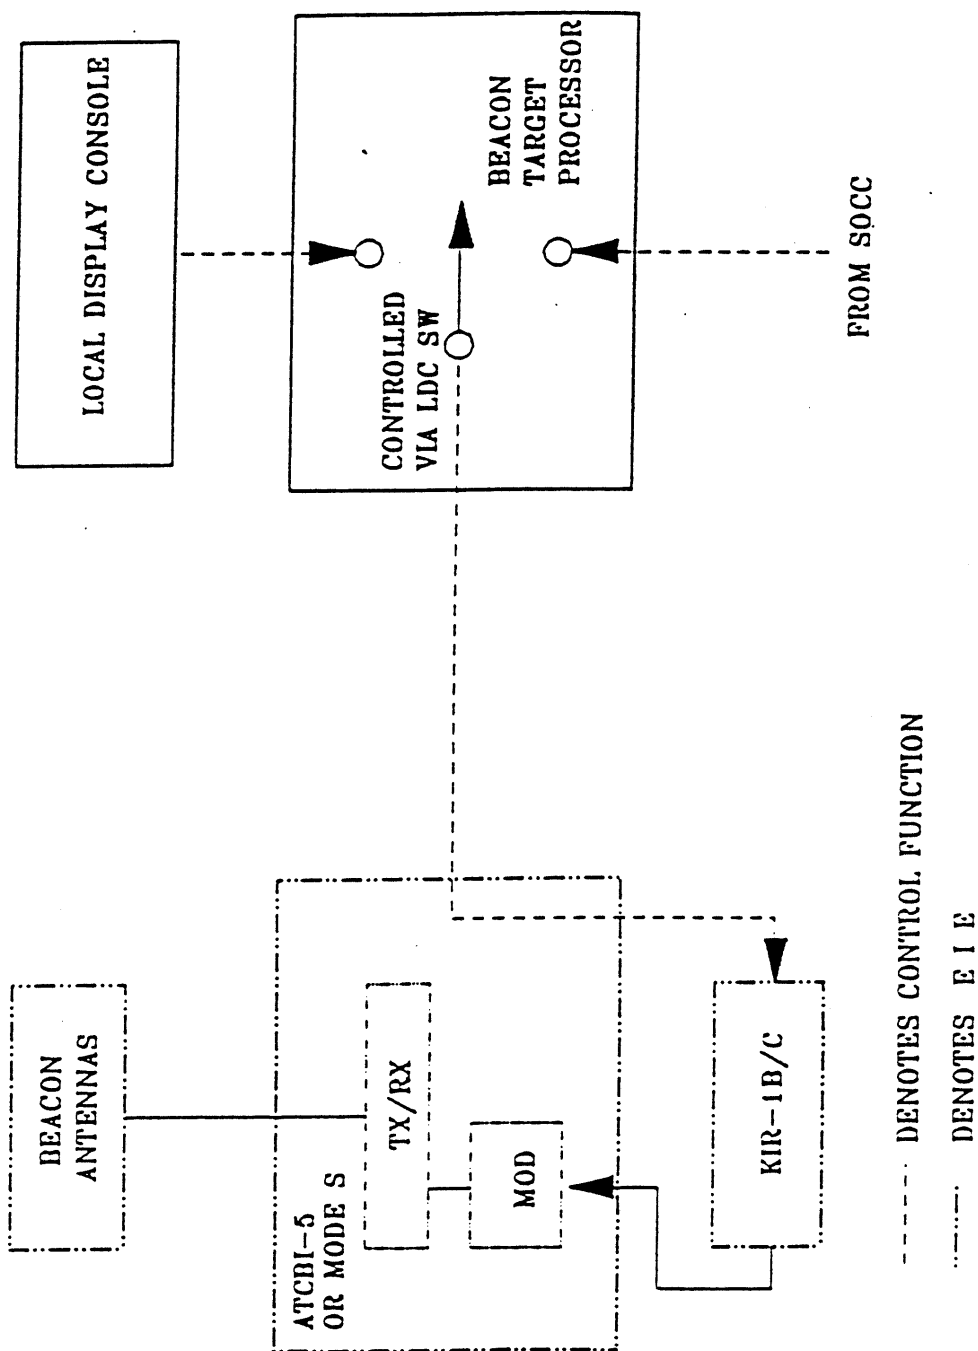 BEACON
ANTENNAS
LOCAL DISPLAY CONSOLE
ATCBI-5
OR MODE S
TX/RX
MOD
CONTROLLED
VIA LDC SW
BEACON
TARGET
PROCESSOR
KIR-1B/C
FROM SOCC
DENOTES CONTROL FUNCTION
DENOTES E I E